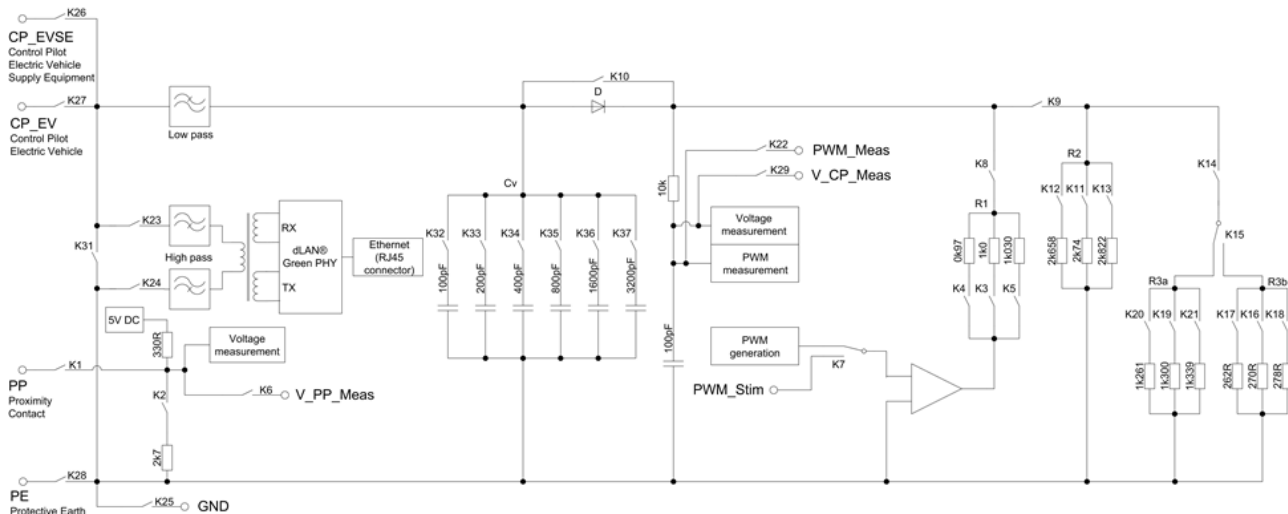 K26
CP_EVSE
Control Pilot
Electric Vehicle
Supply Equipment
K27
CP_EV
Control Pilot
Electric Vehicle
Low pass
K10
D
K9
K22
PWM_Meas
K29
V_CP_Meas
10k
Voltage
measurement
PWM
measurement
K8
R1
0k97
1k0
1k030
K4
K3
K5
R2
K12
K11
K13
2k658
2k74
2k822
K14
K15
R3a
R3b
K20
K19
K21
K17
K16
K18
1k261
1k300
1k339
262R
270R
278R
K23
K31
High pass
K24
RX
dLAN®
Green PHY
TX
Ethernet
(RJ45
connector)
Cv
K32
K33
K34
K35
K36
K37
100pF
200pF
400pF
800pF
1600pF
3200pF
100pF
5V DC
330R
Voltage
measurement
K1
PP
Proximity
Contact
K6
V_PP_Meas
K2
2k7
PWM
generation
K7
PWM_Stim
K28
PE
Protective Earth
K25
GND